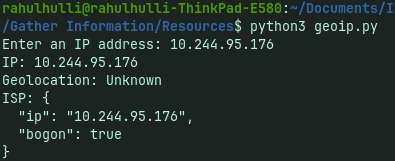 rahulhulli@rahulhulli-ThinkPad-E580:~/Documents/I
/Gather Information/Resources$ python3 geoip.py
Enter an IP address: 10.244.95.176
IP: 10.244.95.176
Geolocation: Unknown
ISP: {
  "ip": "10.244.95.176",
  "bogon": true
}